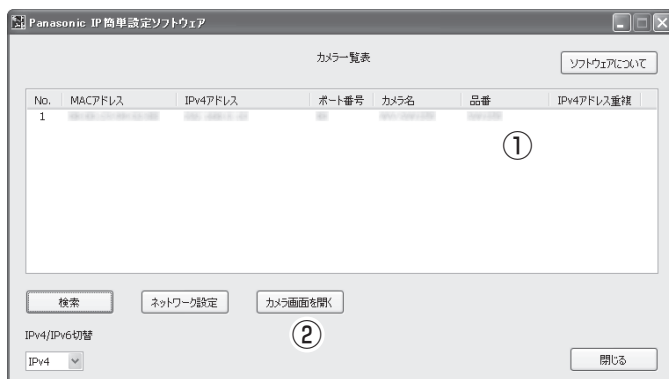 Panasonic IP簡単設定ソフトウェア
カメラ一覧表
ソフトウェアについて
No. MACアドレス IPv4アドレス ポート番号 カメラ名 品番 IPv4アドレス重複
1
①
検索 ネットワーク設定 カメラ画面を開く
②
IPv4/IPv6切替
IPv4 閉じる